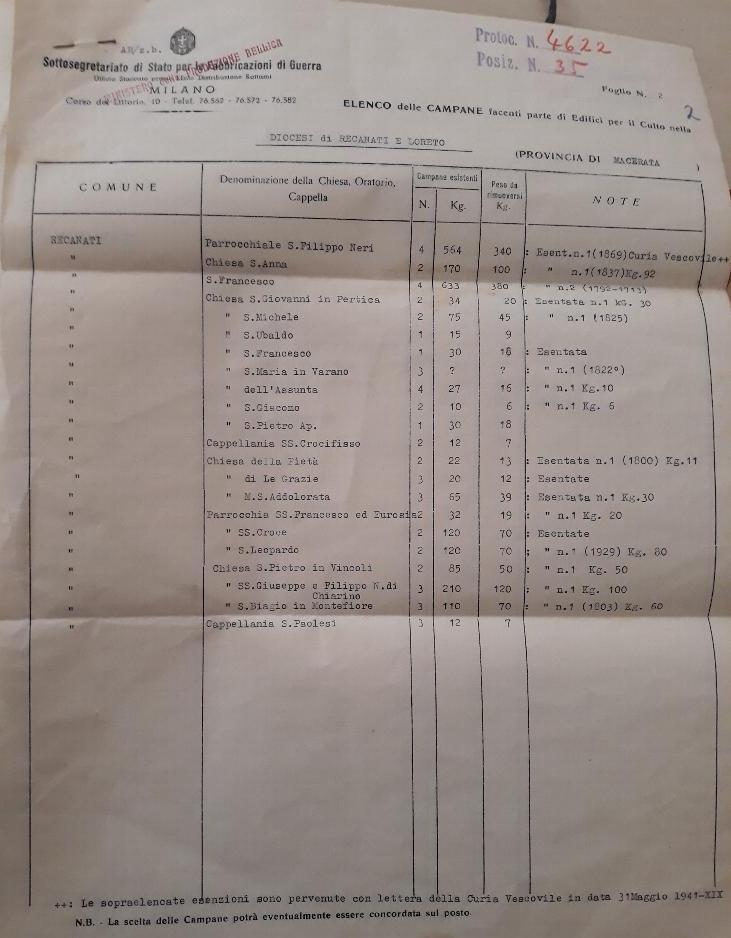 AR/z.b.
Protoc. N. 4622
Posiz. N. 35
Sottosegretariato di Stato per le Fabbricazioni di Guerra
MINISTERO PRODUZIONE BELLICA
Ufficio Staccato Distribuzione Rottami
MILANO
Corso del Littorio, 10 - Telef. 76.562 - 76.572 - 76.582
Foglio N. 2
2
ELENCO delle CAMPANE facenti parte di Edifici per il Culto nella
DIOCESI di RECANATI E LORETO
(PROVINCIA DI MACERATA )
COMUNE Denominazione della Chiesa, Oratorio, Cappella Campane esistenti N. Kg. Peso da rimuoversi Kg. NOTE
RECANATI Parrocchiale S.Filippo Neri 4 564 340 : Esent.n.1(1869)Curia Vescovile++
" Chiesa S.Anna 2 170 100 : " n.1(1837)Kg.92
" S.Francesco 4 633 380 : " n.2 (1792-1713)
" Chiesa S.Giovanni in Pertica 2 34 20 : Esentata n.1 kG. 30
" " S.Michele 2 75 45 : " n.1 (1825)
" " S.Ubaldo 1 15 9
" " S.Francesco 1 30 18 : Esentata
" " S.Maria in Varano 3 ? ? : " n.1 (1822°)
" " dell'Assunta 4 27 16 : " n.1 Kg.10
" " S.Giacomo 2 10 6 : " n.1 Kg. 6
" " S.Pietro Ap. 1 30 18
" Cappellania SS.Crocifisso 2 12 7
" Chiesa della Pietà 2 22 13 : Esentata n.1 (1800) Kg.11
" " di Le Grazie 3 20 12 : Esentate
" " M.S.Addolorata 3 65 39 : Esentata n.1 Kg.30
" Parrocchia SS.Francesco ed Eurosia 2 32 19 : " n.1 Kg. 20
" " SS.Croce 2 120 70 : Esentate
" " S.Leopardo 2 120 70 ; " n.1 (1929) Kg. 80
" Chiesa S.Pietro in Vincoli 2 85 50 : " n.1 Kg. 50
" " SS.Giuseppe e Filippo N.di
Chiarino 3 210 120 : " n.1 Kg. 100
" " S.Biagio in Montefiore 3 110 70 : " n.1 (1803) Kg. 60
" Cappellania S.Paolesi 3 12 7
++: Le sopraelencate esenzioni sono pervenute con lettera della Curia Vescovile in data 31Maggio 1941-XIX
N.B. - La scelta delle Campane potrà eventualmente essere concordata sul posto.